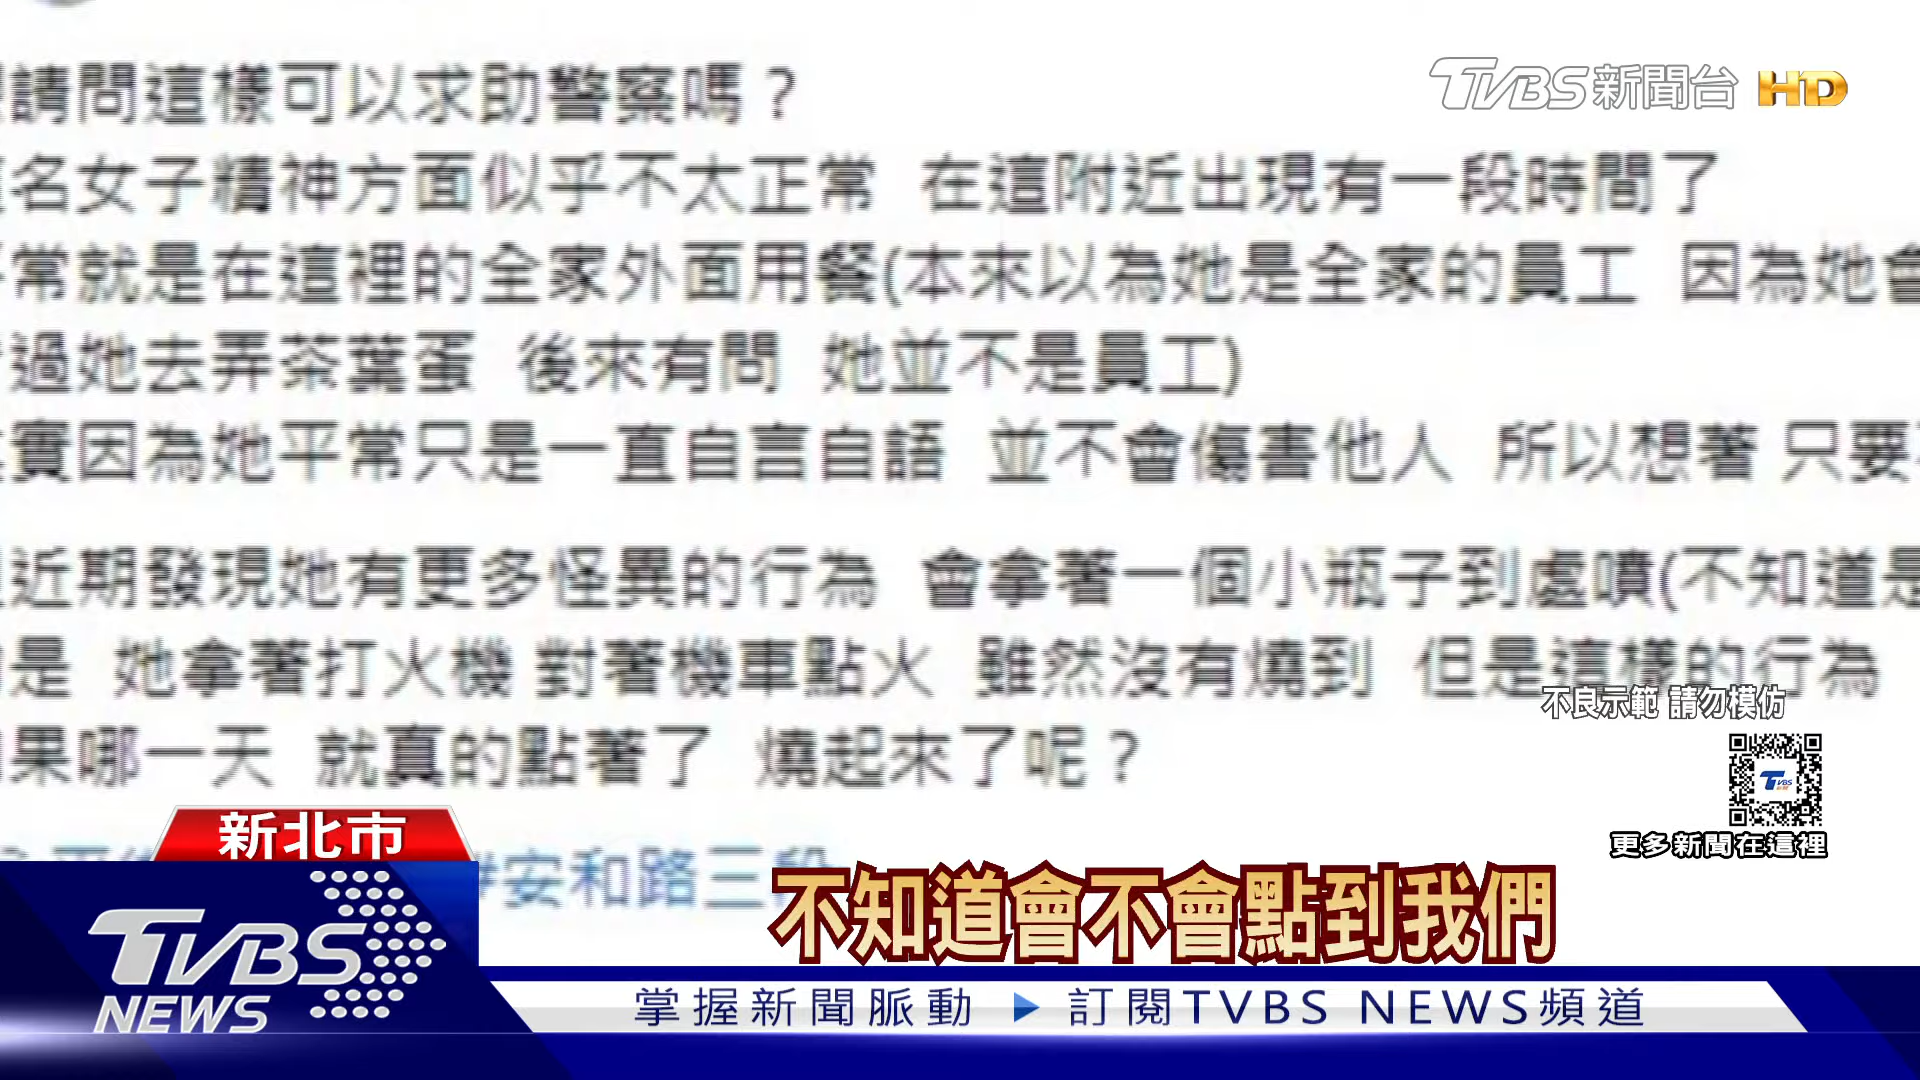 請問這樣可以求助警察嗎？
TVBS新聞台 HD
名女子精神方面似乎不太正常 在這附近出現有一段時間了
常就是在這裡的全家外面用餐(本來以為她是全家的員工 因為她會
過她去弄茶葉蛋 後來有問 她並不是員工)
實因為她平常只是一直自言自語 並不會傷害他人 所以想著 只要
近期發現她有更多怪異的行為 會拿著一個小瓶子到處噴(不知道是
是 她拿著打火機 對著機車點火 雖然沒有燒到 但是這樣的行為
不良示範 請勿模仿
果哪一天 就真的點著了 燒起來了呢？
TVBS
更多新聞在這裡
新北市
安和路三段
不知道會不會點到我們
TVBS NEWS
掌握新聞脈動 ▶ 訂閱TVBS NEWS頻道